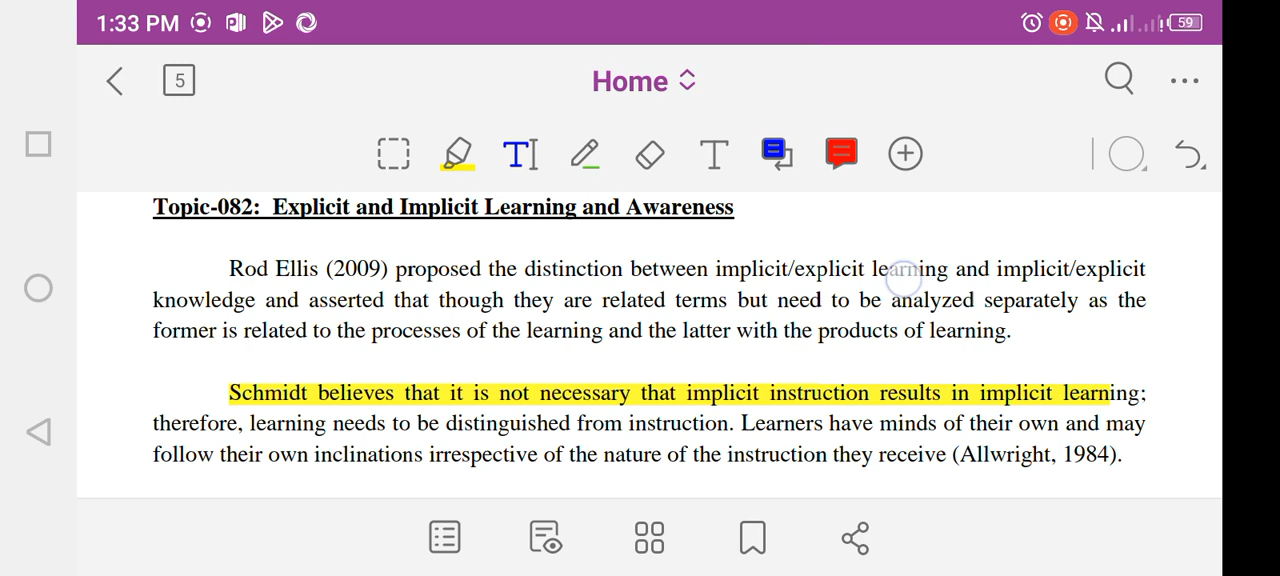 1:33 PM 59
5 Home
T T
Topic-082: Explicit and Implicit Learning and Awareness
Rod Ellis (2009) proposed the distinction between implicit/explicit learning and implicit/explicit
knowledge and asserted that though they are related terms but need to be analyzed separately as the
former is related to the processes of the learning and the latter with the products of learning.
Schmidt believes that it is not necessary that implicit instruction results in implicit learning;
therefore, learning needs to be distinguished from instruction. Learners have minds of their own and may
follow their own inclinations irrespective of the nature of the instruction they receive (Allwright, 1984).